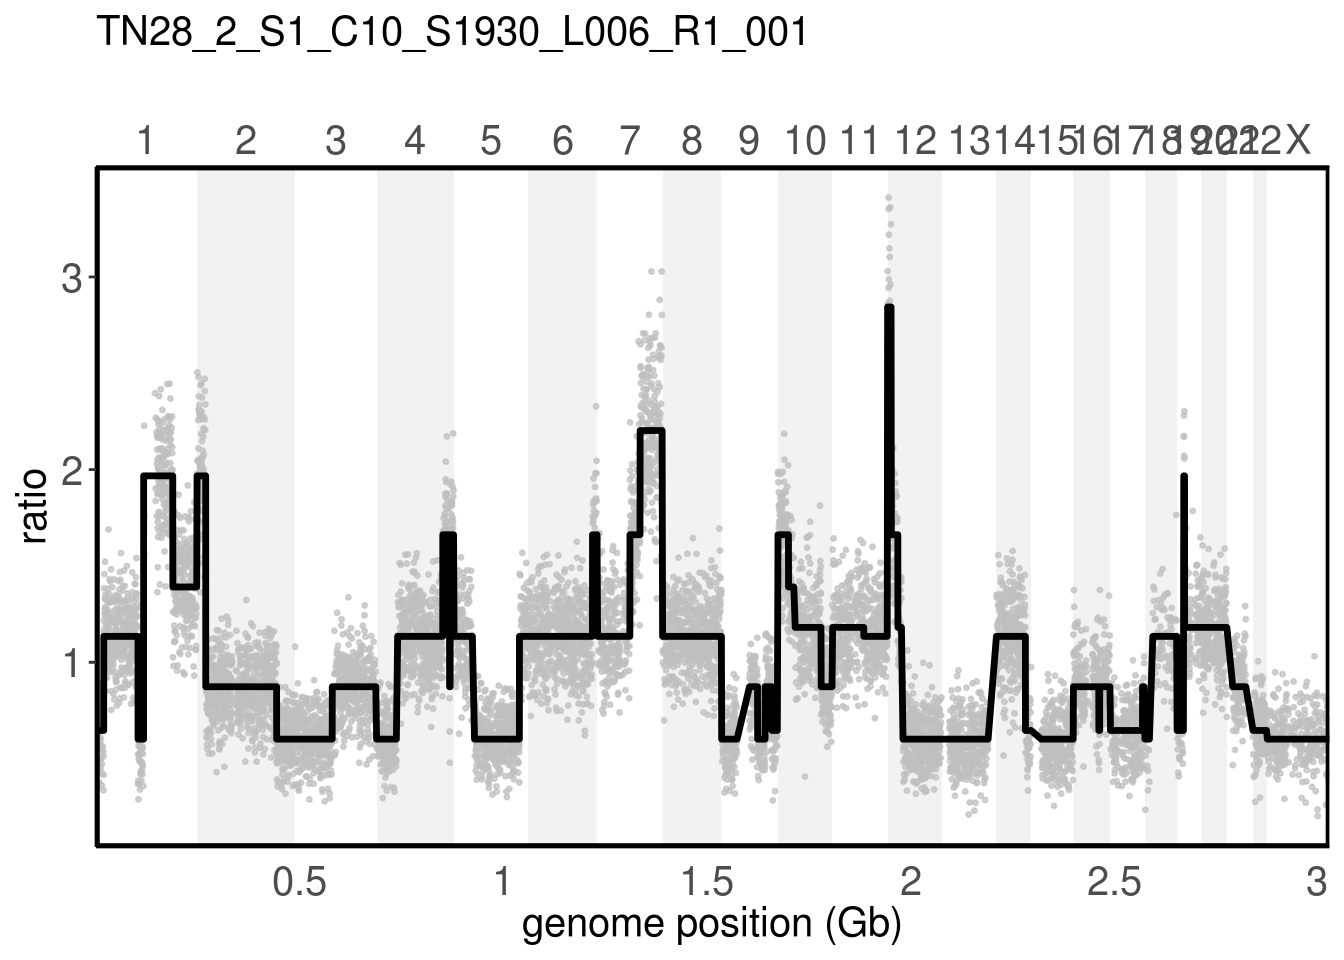 TN28_2_S1_C10_S1930_L006_R1_001
1 2 3 4 5 6 7 8 9 10 11 12 13 14 15 16 17 18 19 20 21 22 X
3
2
1
ratio
0.5 1 1.5 2 2.5 3
genome position (Gb)